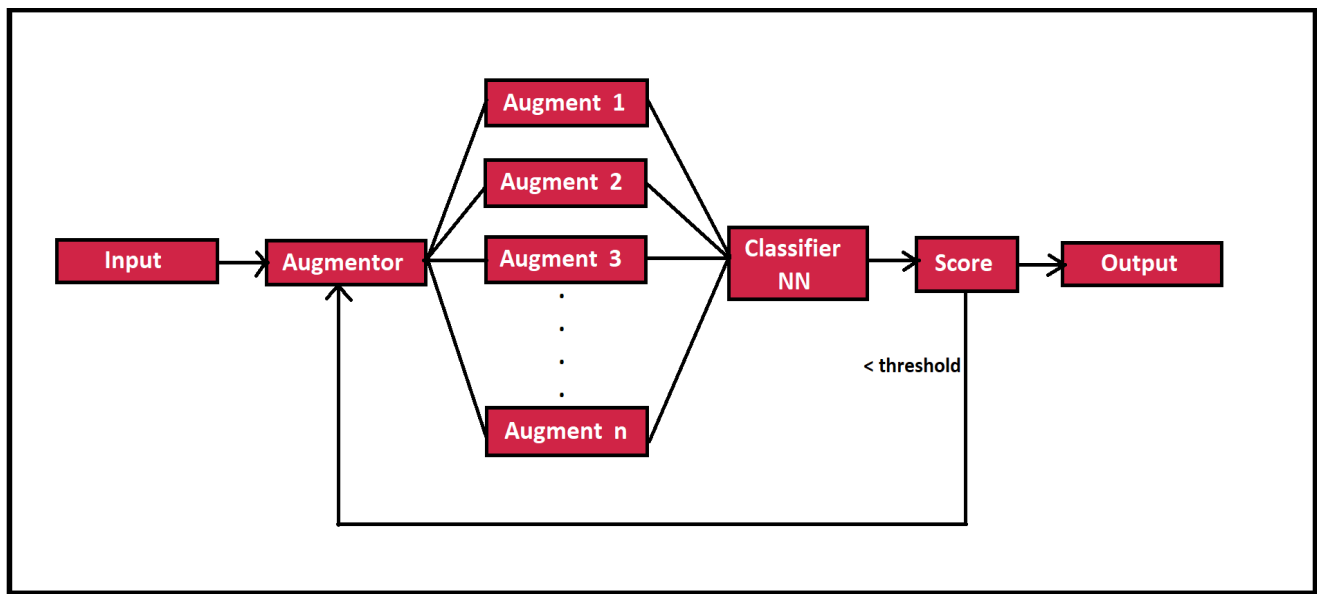 Augment 1
Augment 2
Input
Augmentor
Augment 3
Classifier
NN
Score
Output
< threshold
Augment n